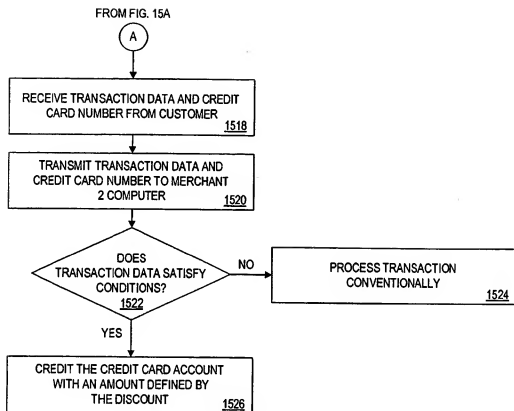 FROM FIG. 15A
A
RECEIVE TRANSACTION DATA AND CREDIT
CARD NUMBER FROM CUSTOMER
1518
TRANSMIT TRANSACTION DATA AND
CREDIT CARD NUMBER TO MERCHANT
2 COMPUTER
1520
DOES
TRANSACTION DATA SATISFY
CONDITIONS?
1522
NO
PROCESS TRANSACTION
CONVENTIONALLY
1524
YES
CREDIT THE CREDIT CARD ACCOUNT
WITH AN AMOUNT DEFINED BY
THE DISCOUNT
1526